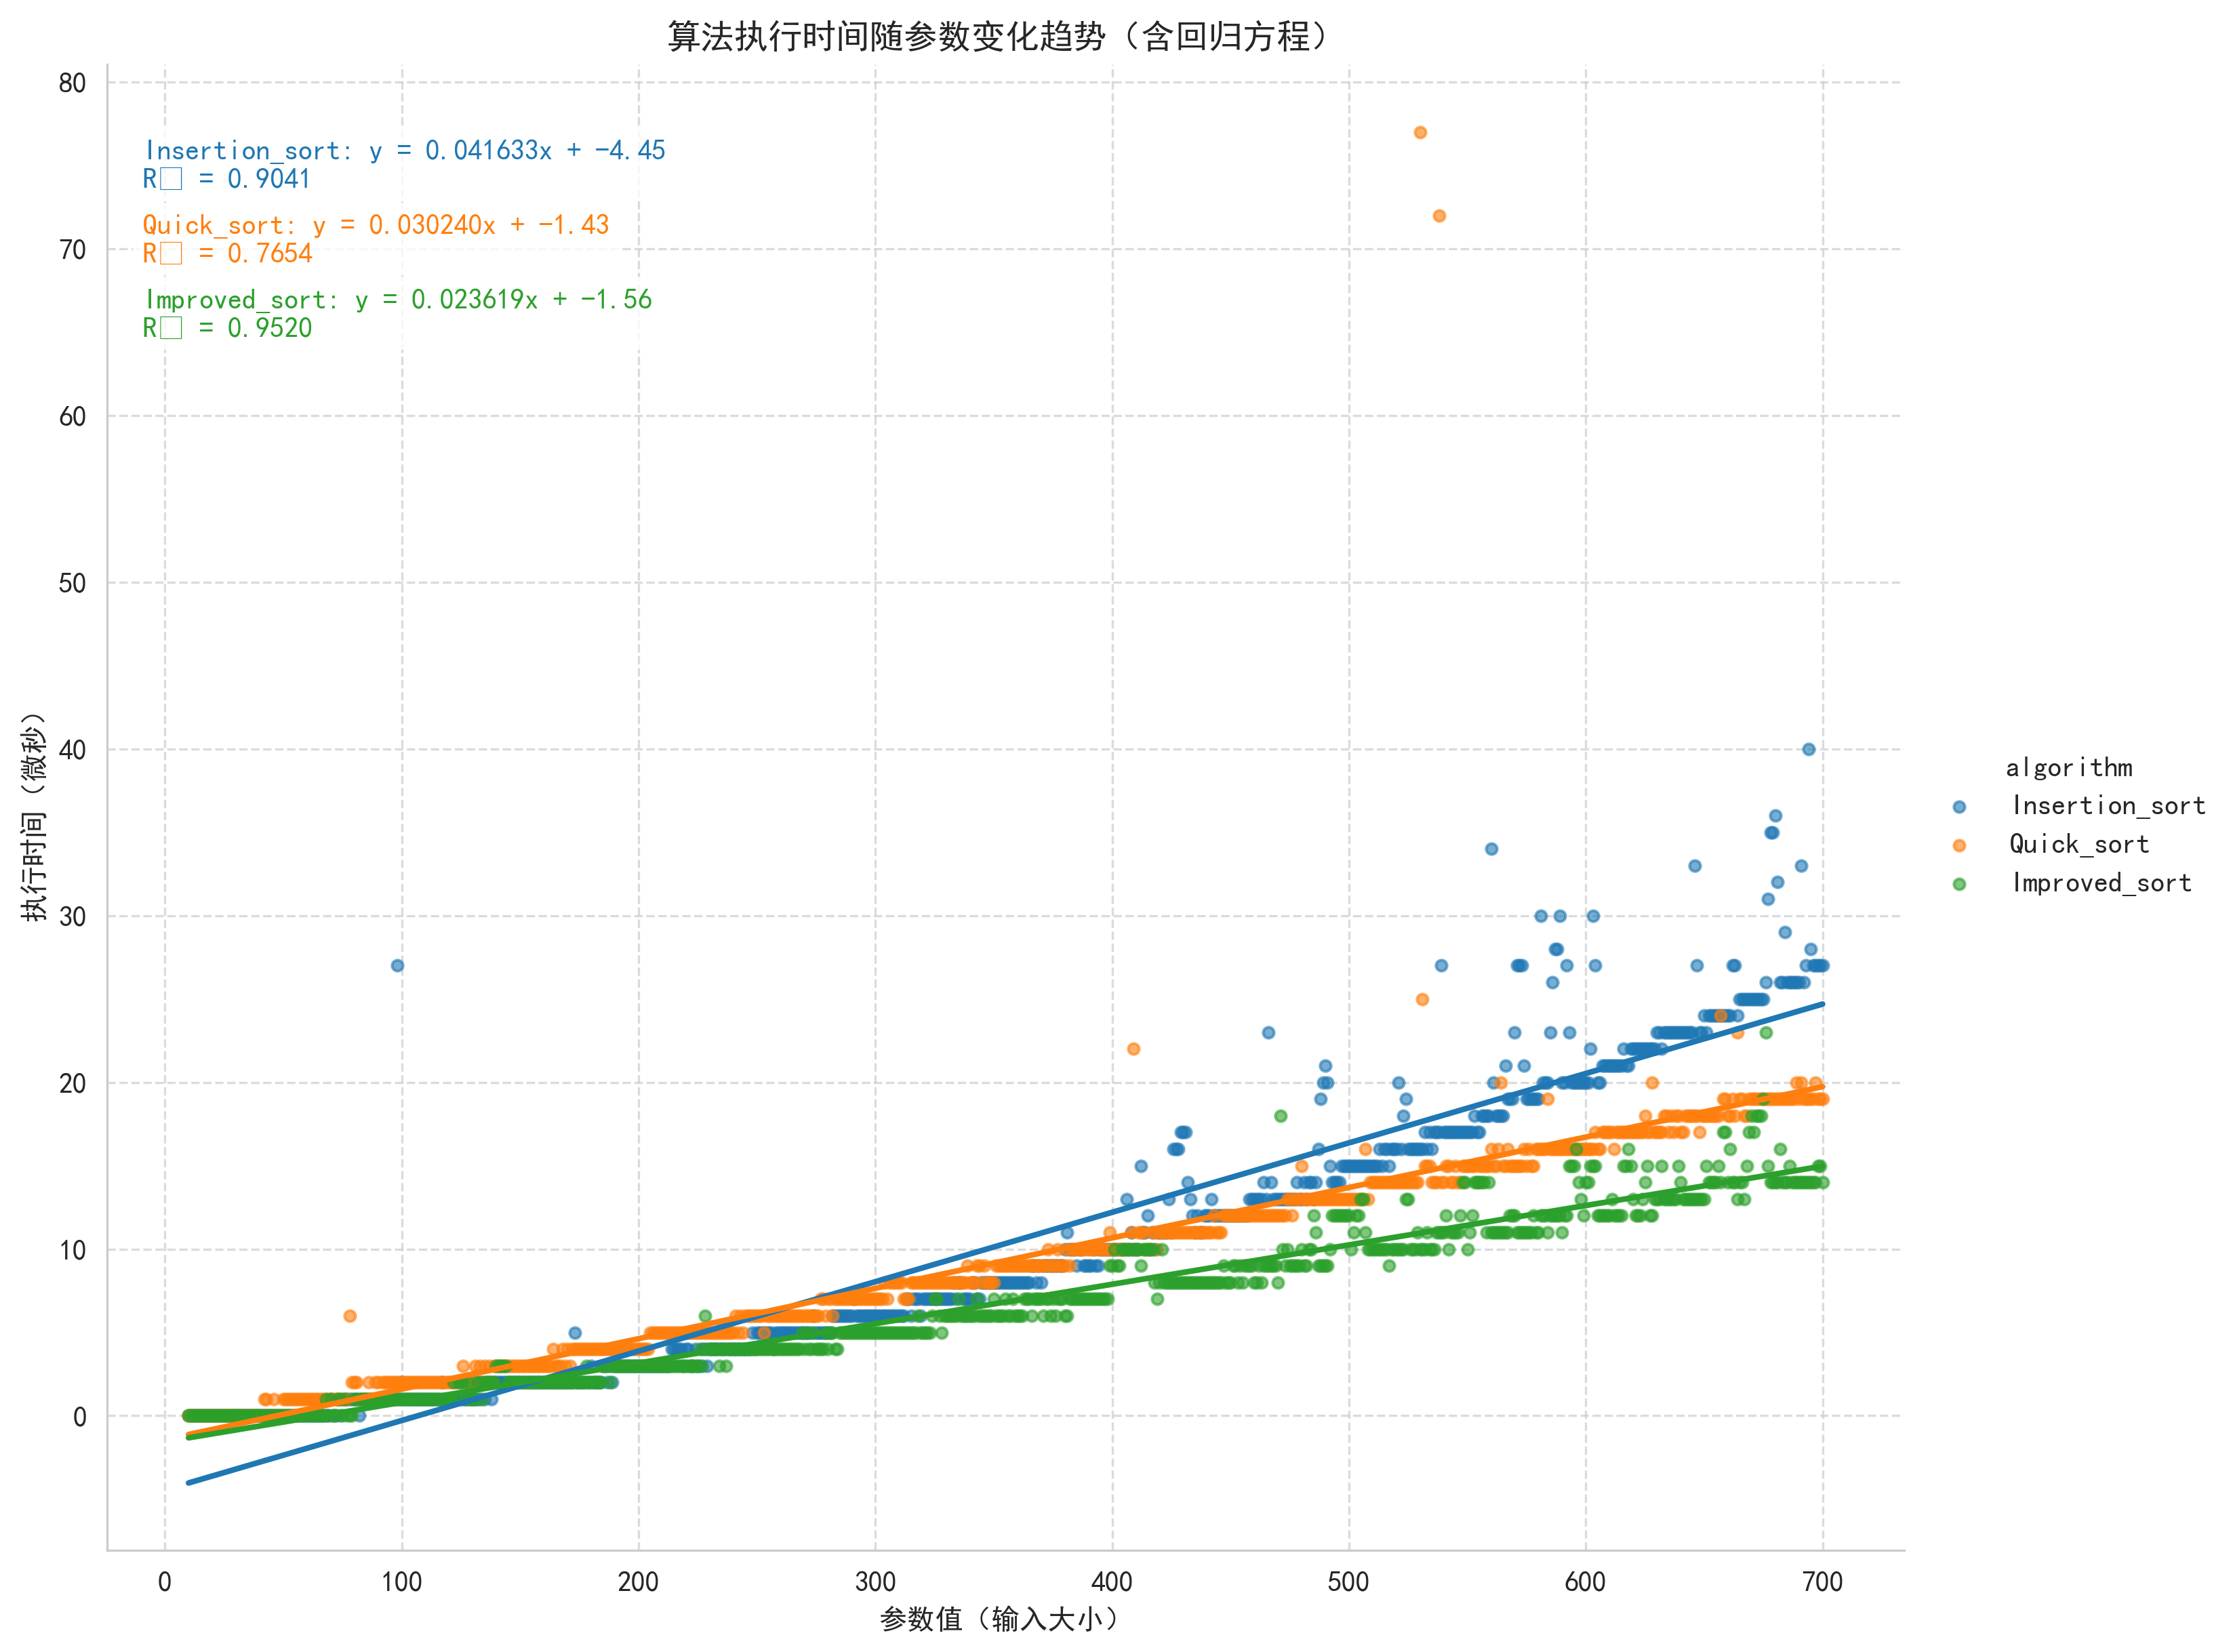 算法执行时间随参数变化趋势（含回归方程）
80
70
60
50
40
30
20
10
0
Insertion_sort: y = 0.041633x + −4.45
R□ = 0.9041
Quick_sort: y = 0.030240x + −1.43
R□ = 0.7654
Improved_sort: y = 0.023619x + −1.56
R□ = 0.9520
执行时间（微秒）
algorithm
Insertion_sort
Quick_sort
Improved_sort
0 100 200 300 400 500 600 700
参数值（输入大小）